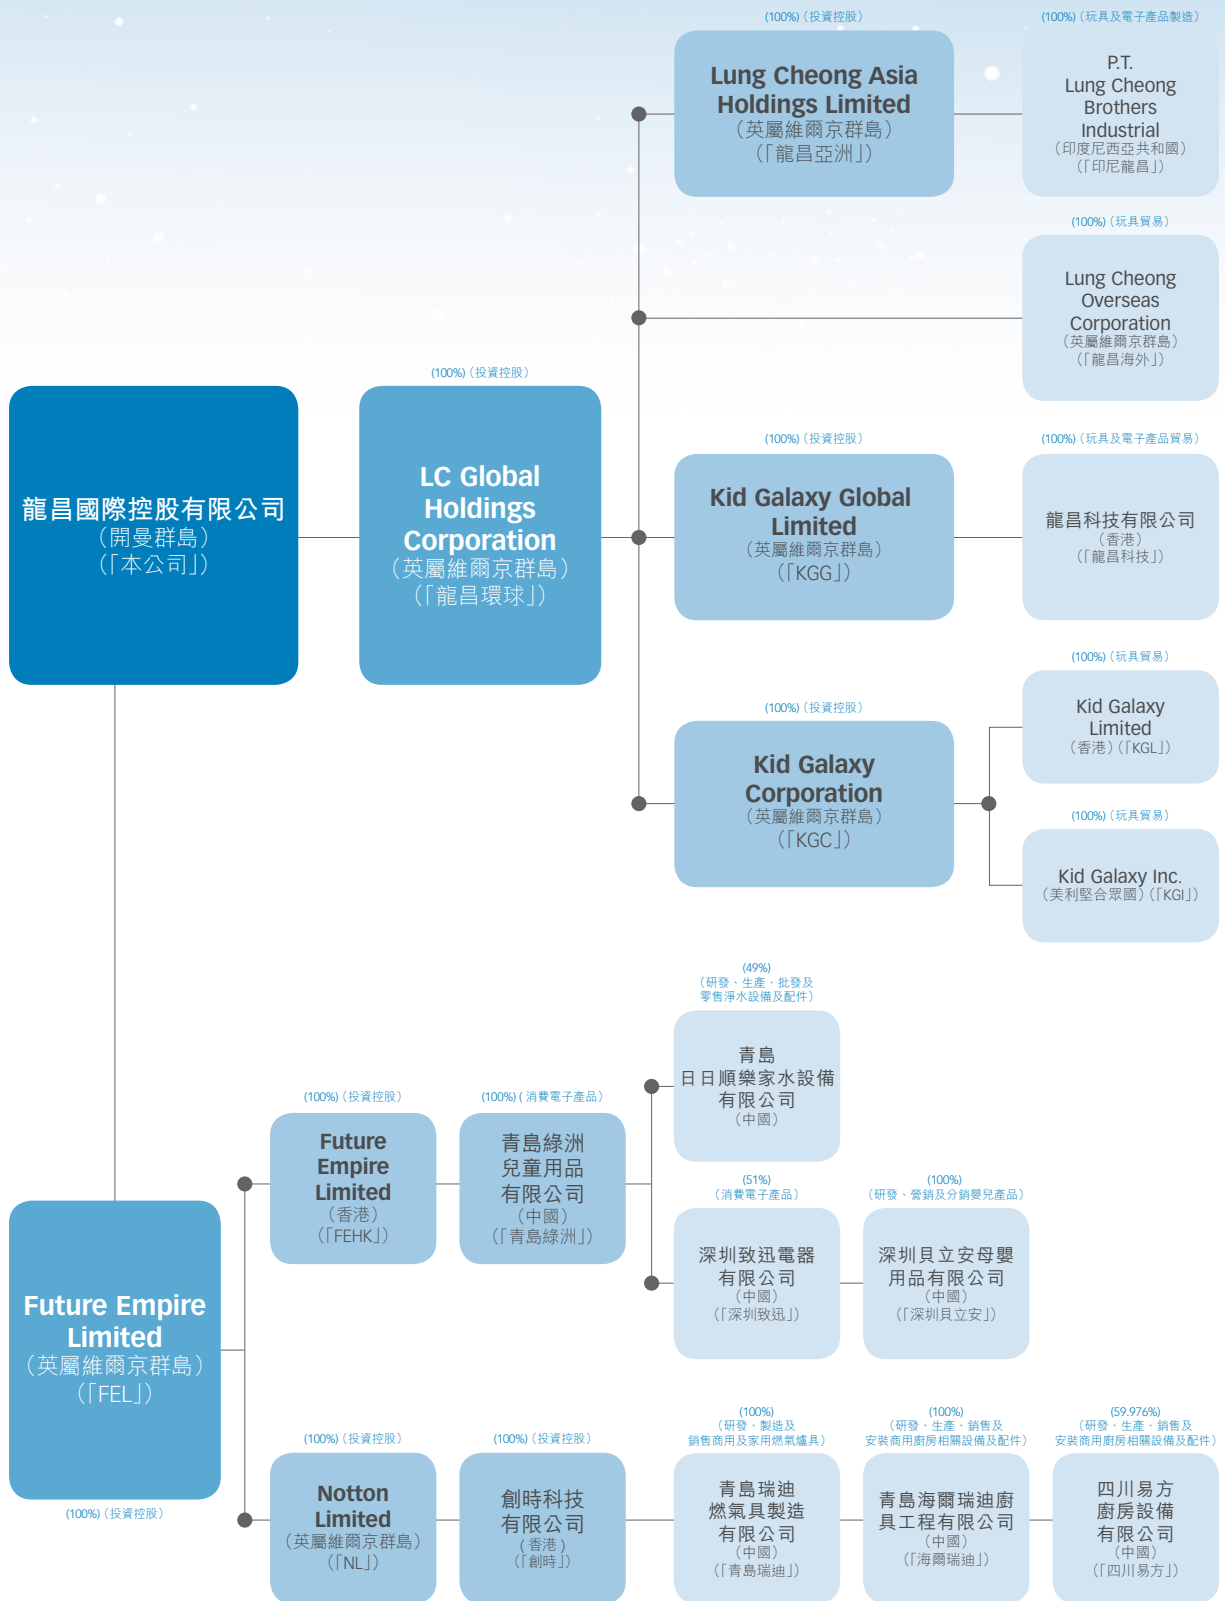 (100%)（投資控股）
Lung Cheong Asia
Holdings Limited
（英屬維爾京群島）
（「龍昌亞洲」）
(100%)（玩具及電子產品製造）
P.T.
Lung Cheong
Brothers
Industrial
（印度尼西亞共和國）
（「印尼龍昌」）
(100%)（玩具貿易）
Lung Cheong
Overseas
Corporation
（英屬維爾京群島）
（「龍昌海外」）
龍昌國際控股有限公司
（開曼群島）
（「本公司」）
(100%)（投資控股）
LC Global
Holdings
Corporation
（英屬維爾京群島）
（「龍昌環球」）
(100%)（投資控股）
Kid Galaxy Global
Limited
（英屬維爾京群島）
（「KGG」）
(100%)（玩具及電子產品貿易）
龍昌科技有限公司
（香港）
（「龍昌科技」）
(100%)（投資控股）
Kid Galaxy
Corporation
（英屬維爾京群島）
（「KGC」）
(100%)（玩具貿易）
Kid Galaxy
Limited
（香港）（「KGL」）
(100%)（玩具貿易）
Kid Galaxy Inc.
（美利堅合眾國）（「KGI」）
Future Empire
Limited
（英屬維爾京群島）
（「FEL」）
(100%)（投資控股）
(100%)（投資控股）
Future
Empire
Limited
（香港）
（「FEHK」）
(100%)（消費電子產品）
青島綠洲
兒童用品
有限公司
（中國）
（「青島綠洲」）
(49%)
（研發、生產、批發及
零售淨水設備及配件）
青島
日日順樂家水設備
有限公司
（中國）
(51%)
（消費電子產品）
深圳致迅電器
有限公司
（中國）
（「深圳致迅」）
(100%)
（研發、營銷及分銷嬰兒產品）
深圳貝立安母嬰
用品有限公司
（中國）
（「深圳貝立安」）
(100%)（投資控股）
Notton
Limited
（英屬維爾京群島）
（「NL」）
(100%)（投資控股）
創時科技
有限公司
（香港）
（「創時」）
(100%)
（研發、製造及
銷售商用及家用燃氣爐具）
青島瑞迪
燃氣具製造
有限公司
（中國）
（「青島瑞迪」）
(100%)
（研發、生產、銷售及
安裝商用廚房相關設備及配件）
青島海爾瑞迪廚
具工程有限公司
（中國）
（「海爾瑞迪」）
(59.976%)
（研發、生產、銷售及
安裝商用廚房相關設備及配件）
四川易方
廚房設備
有限公司
（中國）
（「四川易方」）